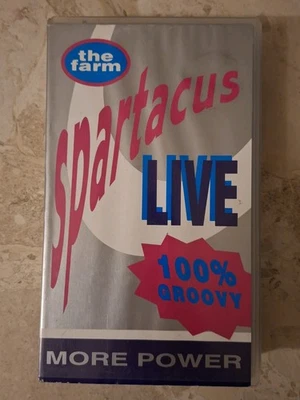 the
farm
spartacus
LIVE
100%
GROOVY
MORE POWER